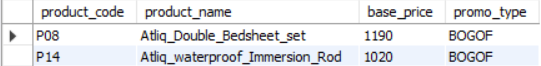 product_code product_name base_price promo_type
P08 Atliq_Double_Bedsheet_set 1190 BOGOF
P14 Atliq_waterproof_Immersion_Rod 1020 BOGOF